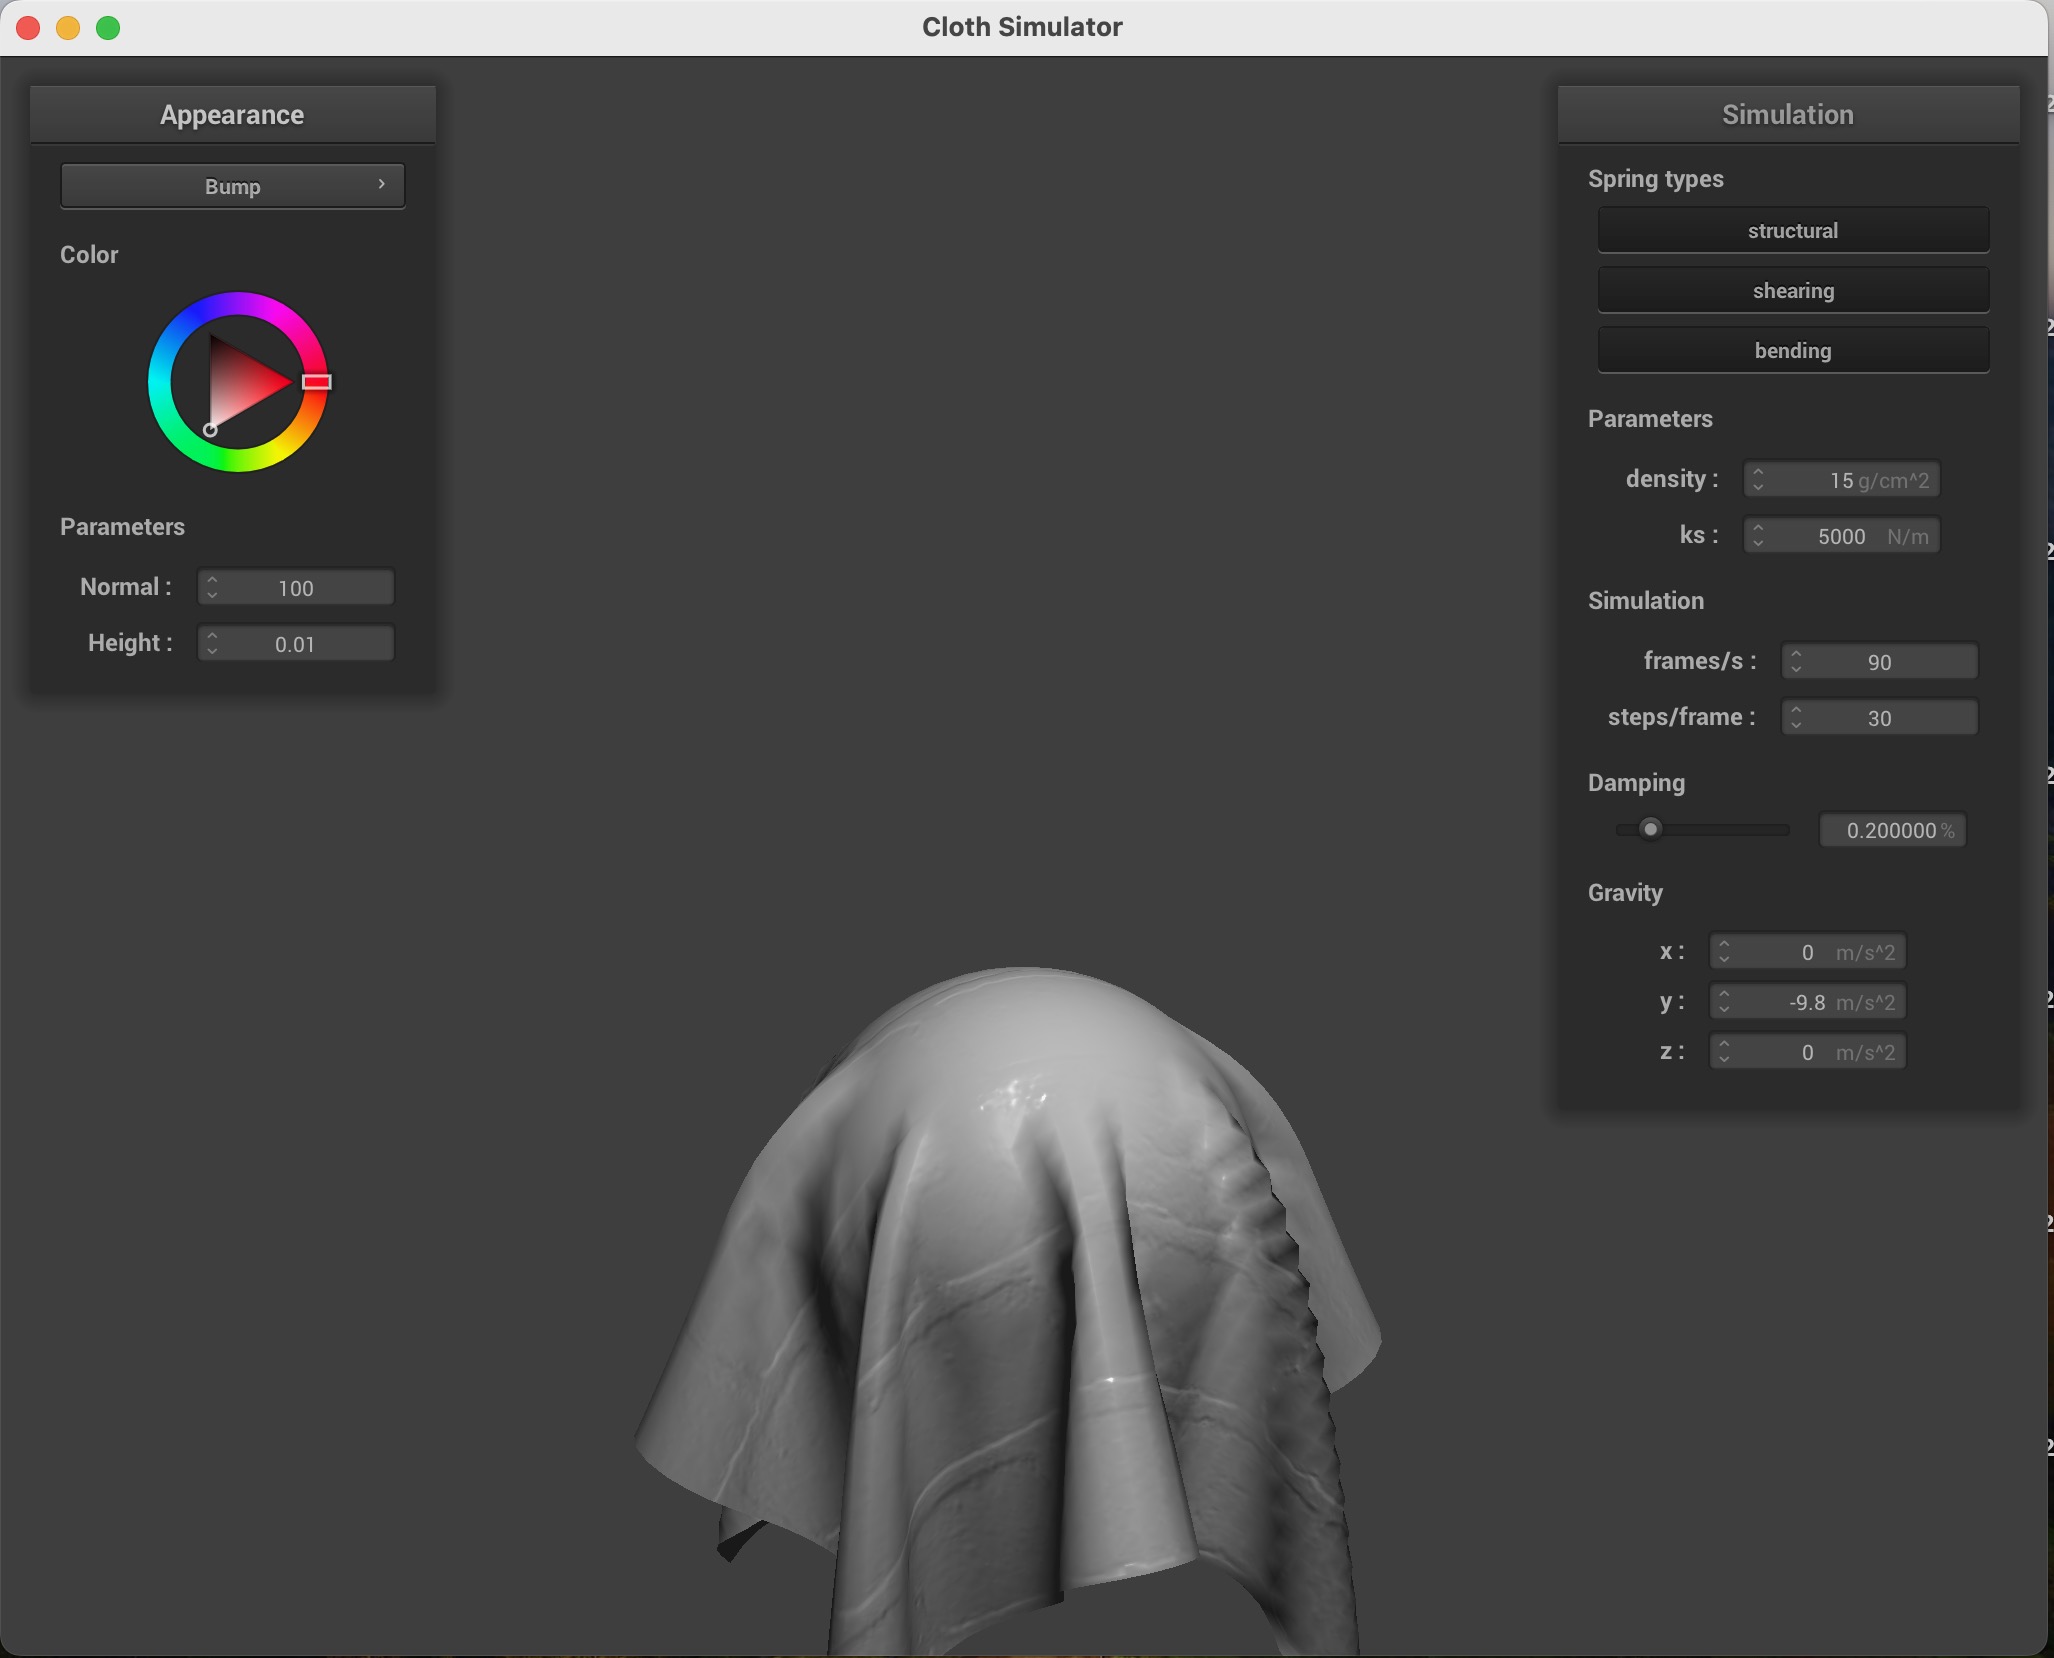 Cloth Simulator
Appearance
Bump
Color
Parameters
Normal : 100
Height : 0.01
Simulation
Spring types
structural
shearing
bending
Parameters
density : 15 g/cm^2
ks : 5000 N/m
Simulation
frames/s : 90
steps/frame : 30
Damping
0.200000 %
Gravity
x : 0 m/s^2
y : -9.8 m/s^2
z : 0 m/s^2